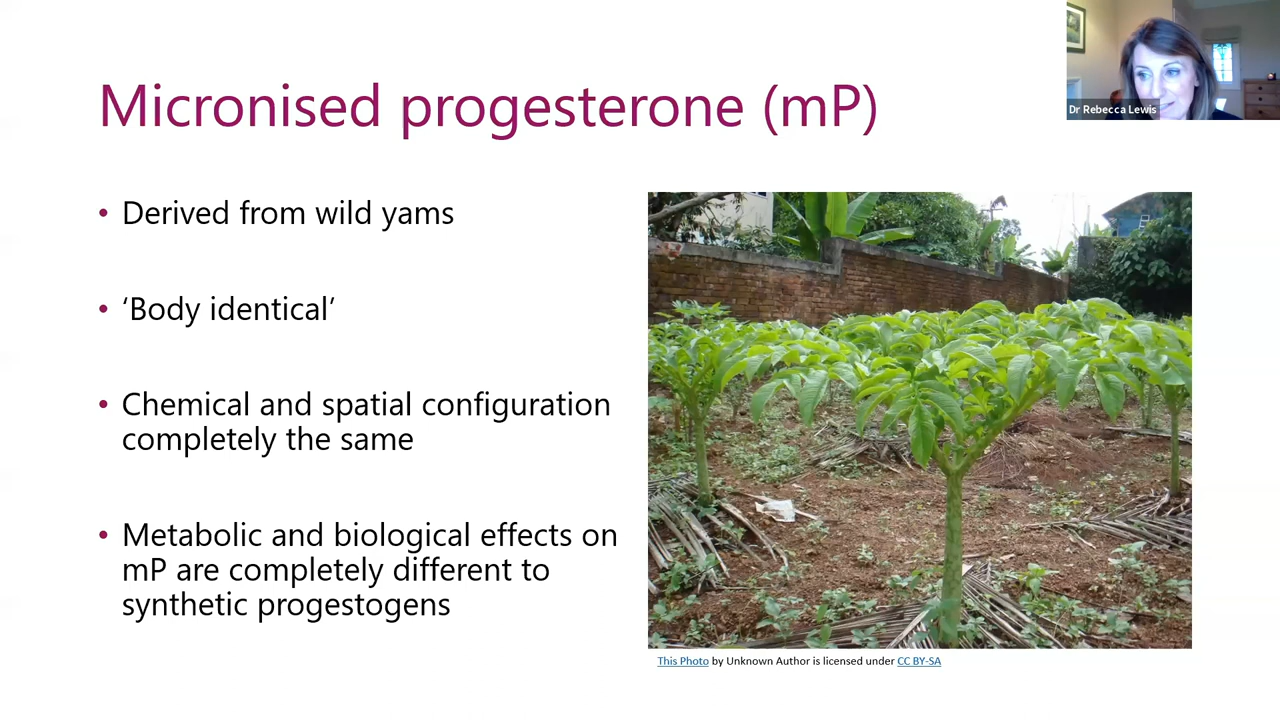 Micronised progesterone (mP)
Dr Rebecca Lewis
• Derived from wild yams
• ‘Body identical’
• Chemical and spatial configuration
completely the same
• Metabolic and biological effects on
mP are completely different to
synthetic progestogens
This Photo by Unknown Author is licensed under CC BY-SA